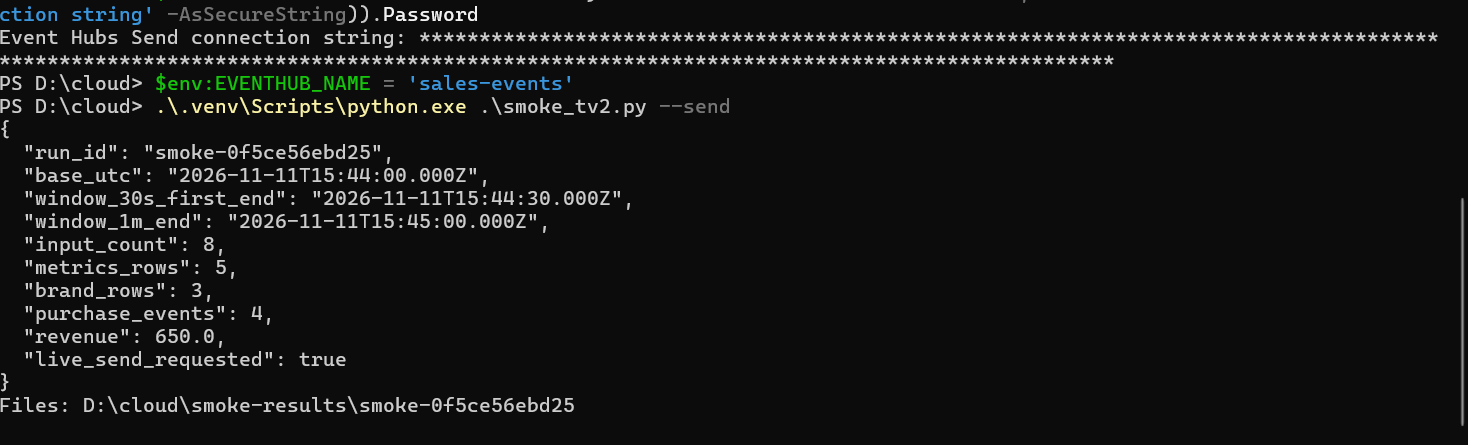 ction string' -AsSecureString)).Password
Event Hubs Send connection string: *************************************************************************************
*********************************************************************************************
PS D:\cloud> $env:EVENTHUB_NAME = 'sales-events'
PS D:\cloud> .\.venv\Scripts\python.exe .\smoke_tv2.py --send
{
  "run_id": "smoke-0f5ce56ebd25",
  "base_utc": "2026-11-11T15:44:00.000Z",
  "window_30s_first_end": "2026-11-11T15:44:30.000Z",
  "window_1m_end": "2026-11-11T15:45:00.000Z",
  "input_count": 8,
  "metrics_rows": 5,
  "brand_rows": 3,
  "purchase_events": 4,
  "revenue": 650.0,
  "live_send_requested": true
}
Files: D:\cloud\smoke-results\smoke-0f5ce56ebd25